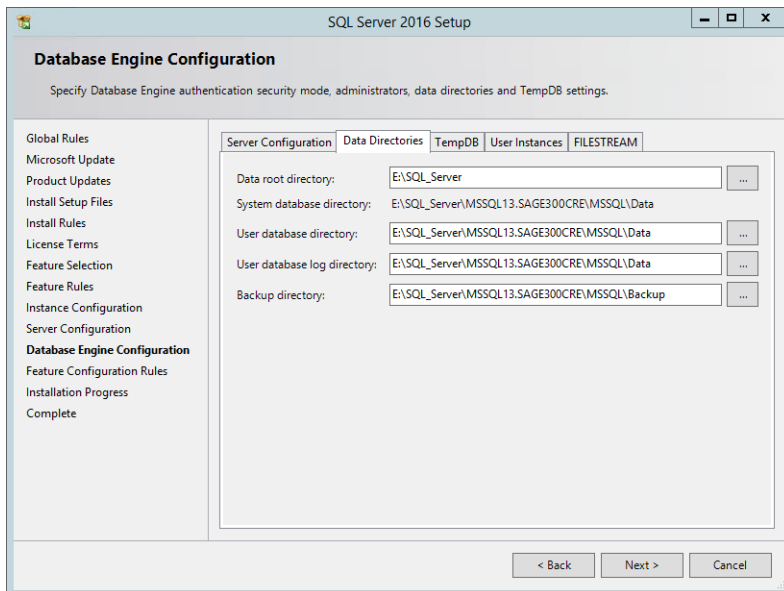 SQL Server 2016 Setup
Database Engine Configuration
Specify Database Engine authentication security mode, administrators, data directories and TempDB settings.
Global Rules
Microsoft Update
Product Updates
Install Setup Files
Install Rules
License Terms
Feature Selection
Feature Rules
Instance Configuration
Server Configuration
Database Engine Configuration
Feature Configuration Rules
Installation Progress
Complete
Server Configuration Data Directories TempDB User Instances FILESTREAM
Data root directory: E:\SQL_Server ...
System database directory: E:\SQL_Server\MSSQL13.SAGE300CRE\MSSQL\Data
User database directory: E:\SQL_Server\MSSQL13.SAGE300CRE\MSSQL\Data ...
User database log directory: E:\SQL_Server\MSSQL13.SAGE300CRE\MSSQL\Data ...
Backup directory: E:\SQL_Server\MSSQL13.SAGE300CRE\MSSQL\Backup ...
< Back Next > Cancel